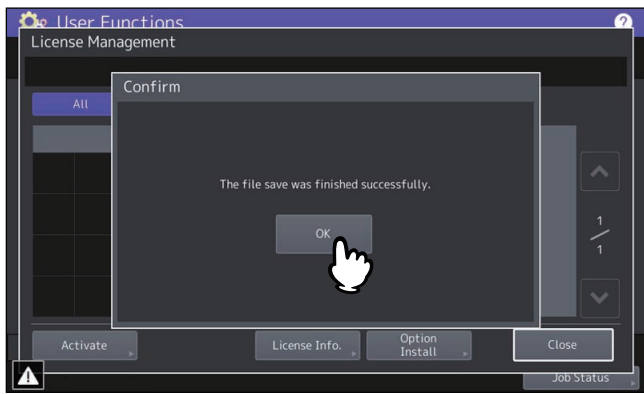 User Functions
?
License Management
Confirm
All
The file save was finished successfully.
OK
1
1
Activate
License Info.
Option
Install
Close
Job Status